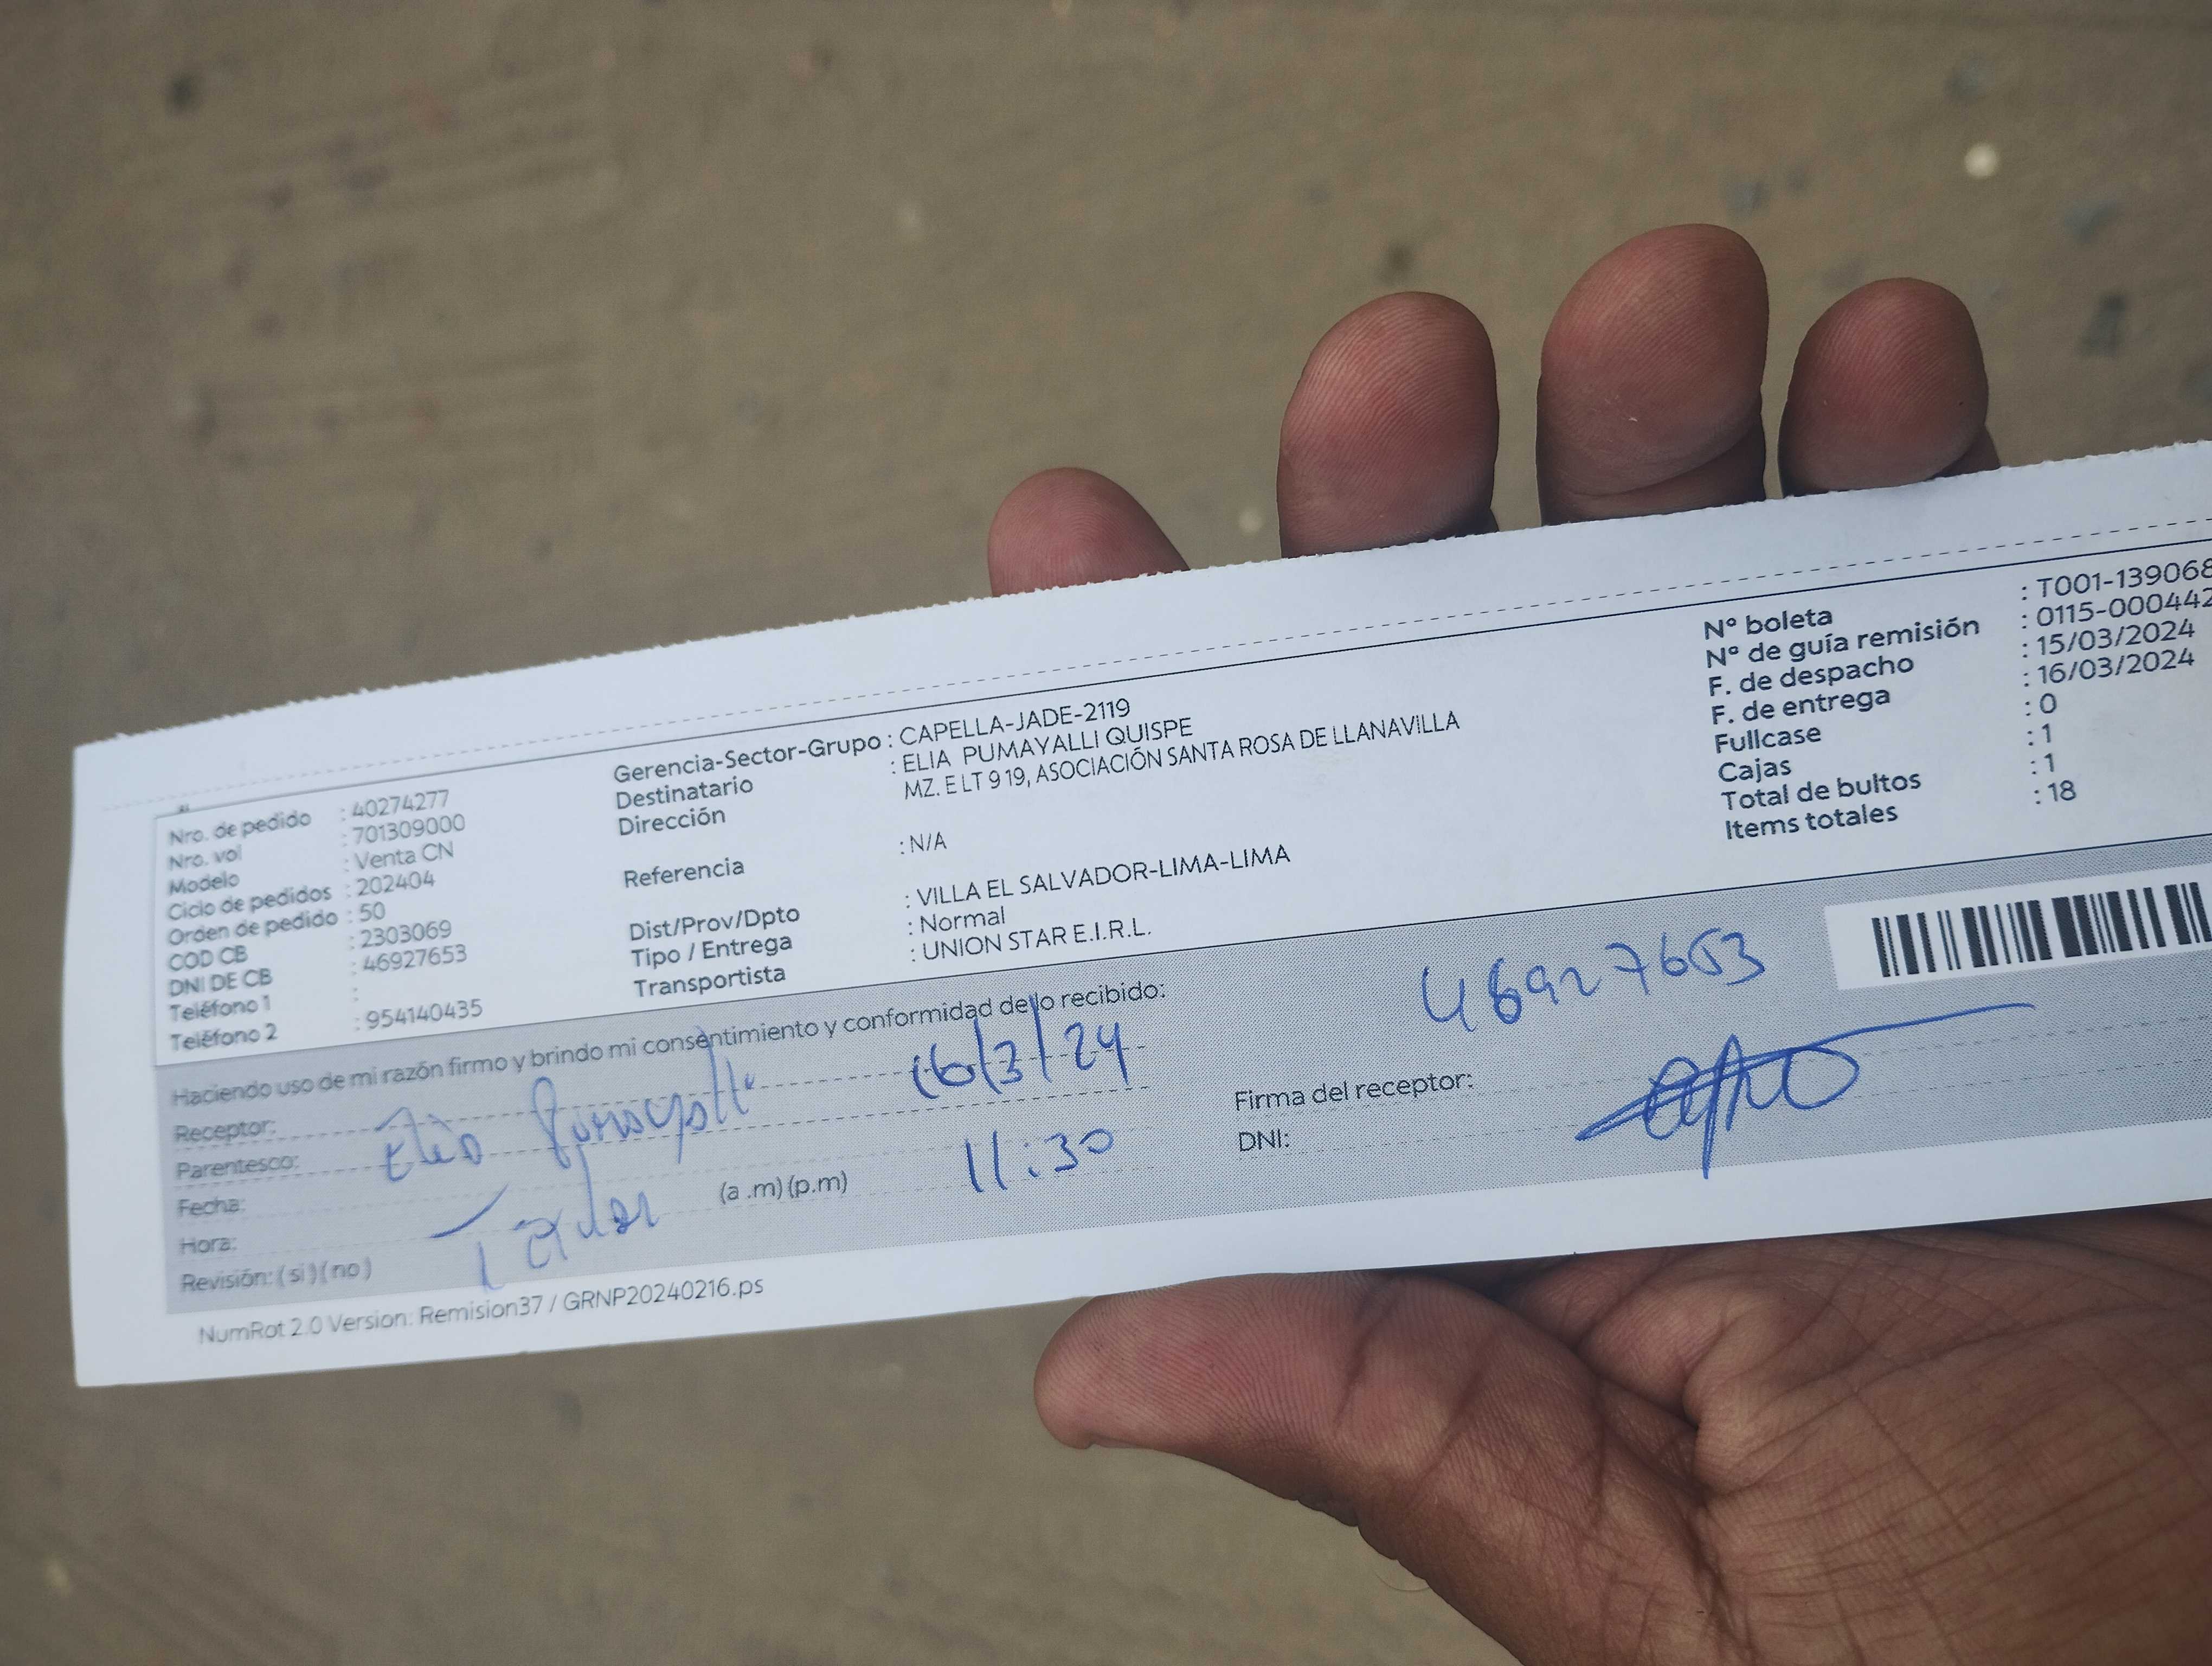 Nro. de pedido : 40274277
Nro. vol : 701309000
Modelo : Venta CN
Ciclo de pedidos : 202404
Orden de pedido : 50
COD CB : 2303069
DNI DE CB : 46927653
Teléfono 1 :
Teléfono 2 : 954140435
Gerencia-Sector-Grupo : CAPELLA-JADE-2119
Destinatario : ELIA PUMAYALLI QUISPE
Dirección MZ. E LT 9 19, ASOCIACIÓN SANTA ROSA DE LLANAVILLA
Referencia : N/A
Dist/Prov/Dpto : VILLA EL SALVADOR-LIMA-LIMA
Tipo / Entrega : Normal
Transportista : UNION STAR E.I.R.L.
N° boleta : T001-139068
N° de guía remisión : 0115-000442
F. de despacho : 15/03/2024
F. de entrega : 16/03/2024
Fullcase : 0
Cajas : 1
Total de bultos : 1
Items totales : 18
Haciendo uso de mi razón firmo y brindo mi consentimiento y conformidad de lo recibido:
Receptor:
Parentesco:
Fecha:
Hora: (a .m) (p.m)
Revisión: ( si ) ( no )
16/3/24
11:30
46927653
Firma del receptor:
DNI:
NumRot 2.0 Version: Remision37 / GRNP20240216.ps